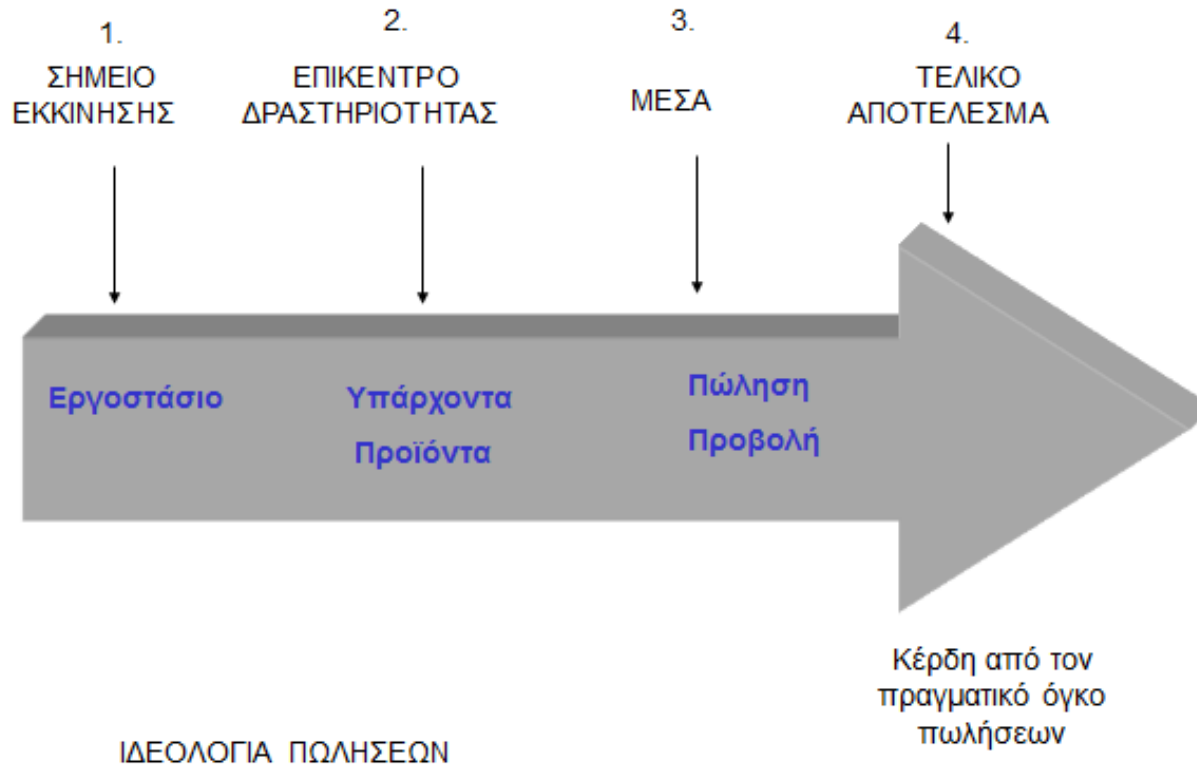 1.
ΣΗΜΕΙΟ
ΕΚΚΙΝΗΣΗΣ
2.
ΕΠΙΚΕΝΤΡΟ
ΔΡΑΣΤΗΡΙΟΤΗΤΑΣ
3.
ΜΕΣΑ
4.
ΤΕΛΙΚΟ
ΑΠΟΤΕΛΕΣΜΑ
Εργοστάσιο
Υπάρχοντα
Προϊόντα
Πώληση
Προβολή
Κέρδη από τον
πραγματικό όγκο
πωλήσεων
ΙΔΕΟΛΟΓΙΑ ΠΩΛΗΣΕΩΝ